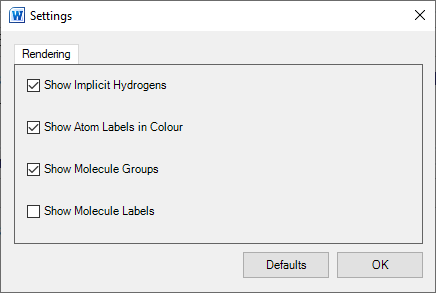 Settings
Rendering
Show Implicit Hydrogens
Show Atom Labels in Colour
Show Molecule Groups
Show Molecule Labels
Defaults OK